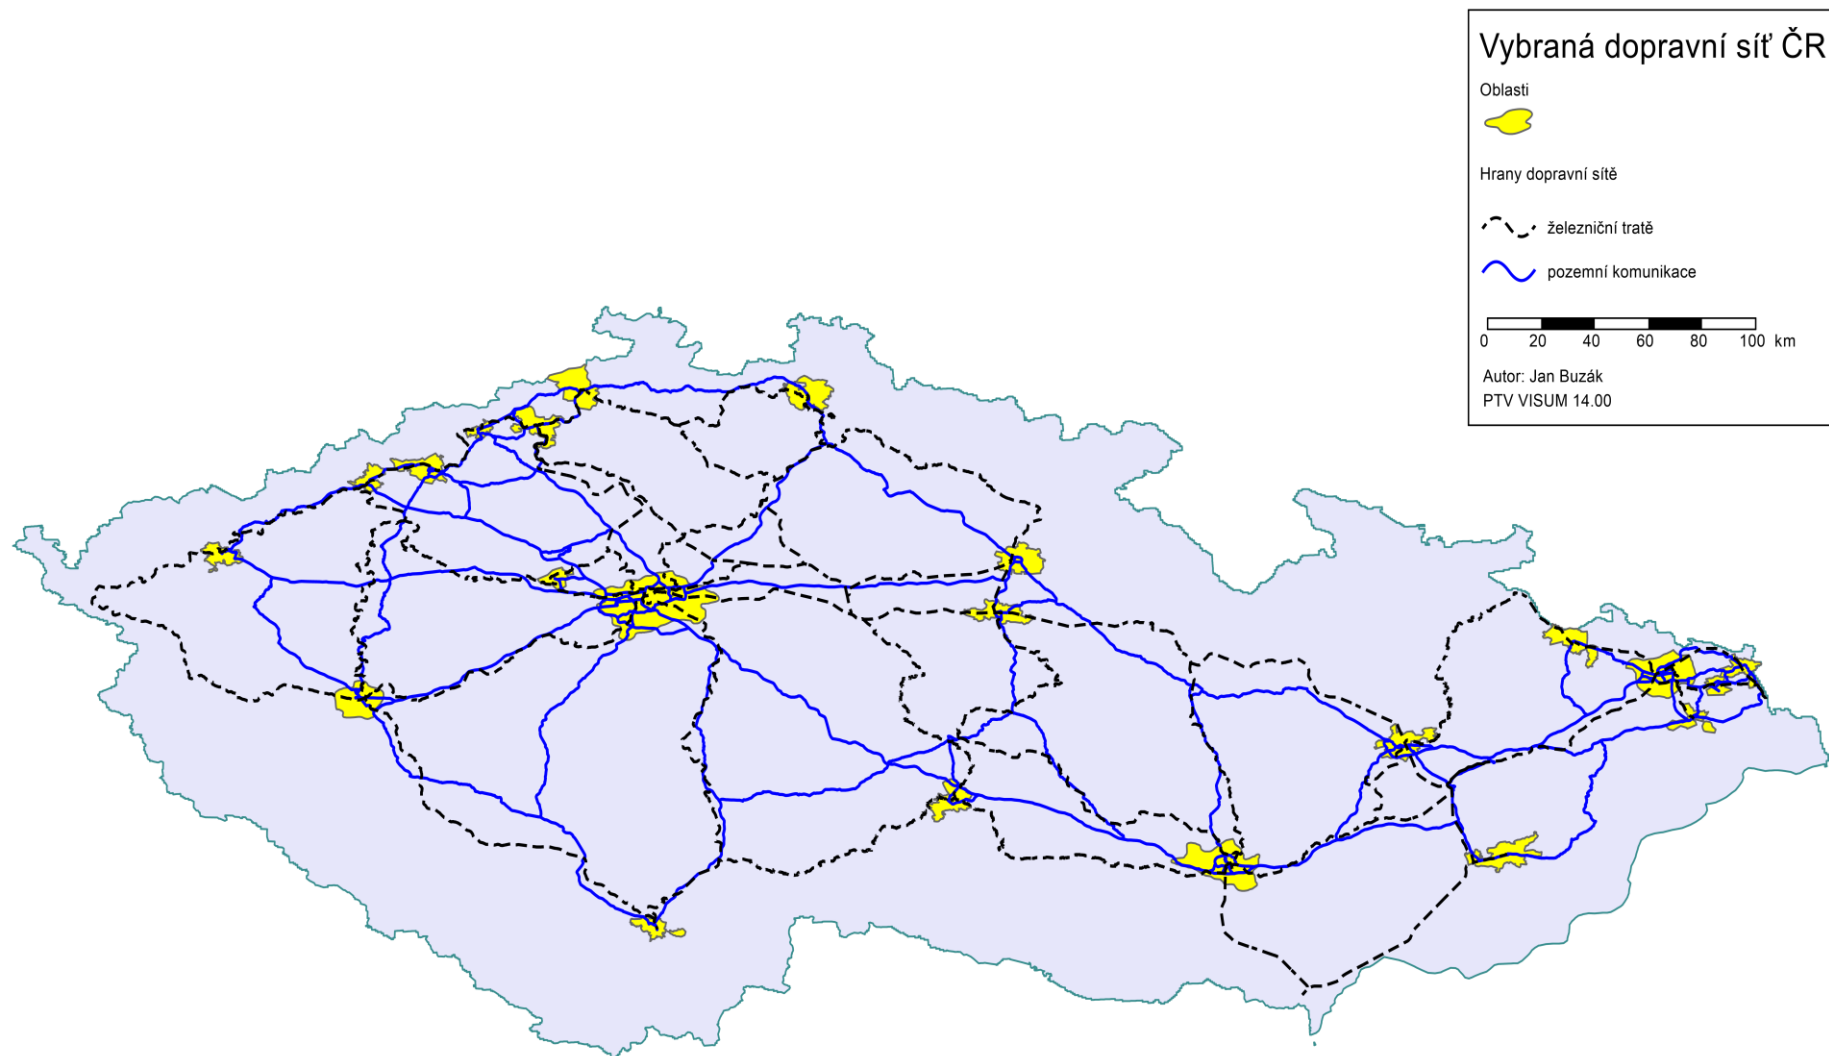 Vybraná dopravní síť ČR
Oblasti
Hrany dopravní sítě
železniční tratě
pozemní komunikace
0 20 40 60 80 100 km
Autor: Jan Buzák
PTV VISUM 14.00